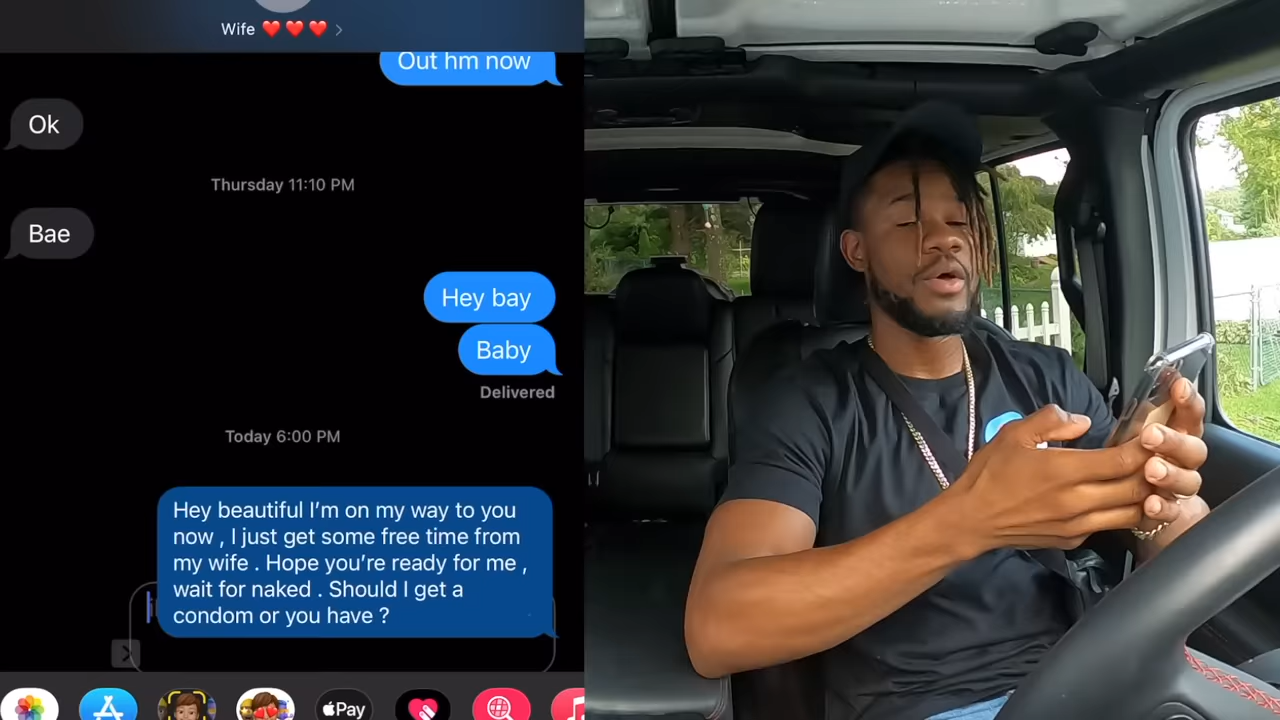 Wife ❤️❤️❤️ >
Out hm now
Ok
Thursday 11:10 PM
Bae
Hey bay
Baby
Delivered
Today 6:00 PM
Hey beautiful I’m on my way to you
now , I just get some free time from
my wife . Hope you’re ready for me ,
wait for naked . Should I get a
condom or you have ?
Pay